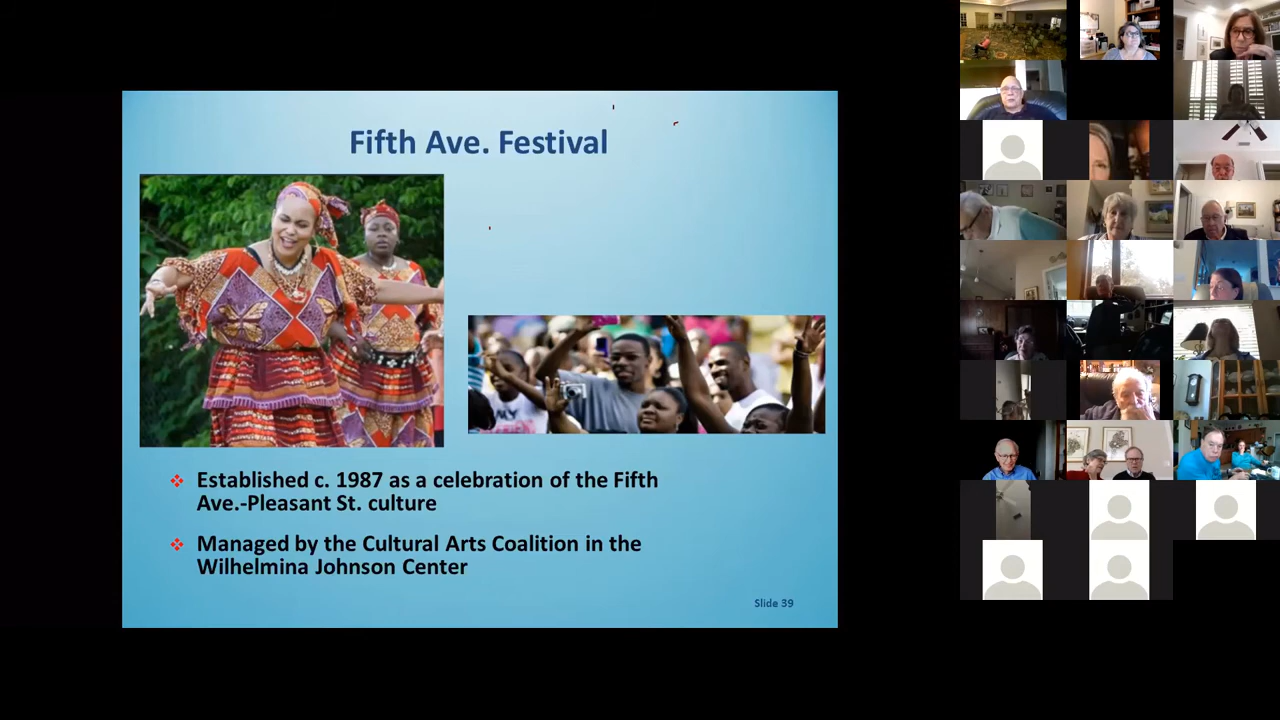 Fifth Ave. Festival
Established c. 1987 as a celebration of the Fifth
Ave.-Pleasant St. culture
Managed by the Cultural Arts Coalition in the
Wilhelmina Johnson Center
Slide 39